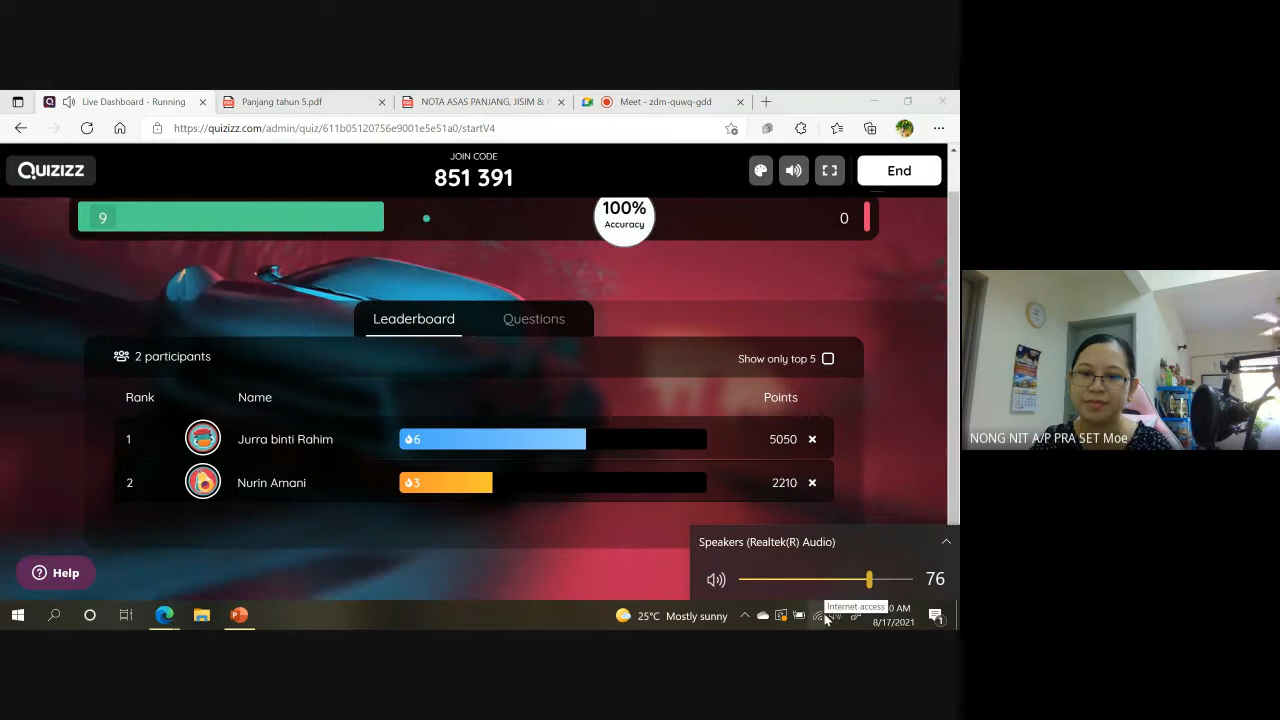 Live Dashboard - Running
Panjang tahun 5.pdf
NOTA ASAS PANJANG, JISIM &
Meet - zdm-quwq-gdd
https://quizizz.com/admin/quiz/611b05120756e9001e5e51a0/startV4
QUIZIZZ
JOIN CODE
851 391
End
9
100%
Accuracy
0
Leaderboard
Questions
2 participants
Show only top 5
Rank
Name
Points
1
Jurra binti Rahim
6
5050
2
Nurin Amani
3
2210
NONG NIT A/P PRA SET Moe
Speakers (Realtek(R) Audio)
76
Help
Internet access
25°C Mostly sunny
0 AM
8/17/2021
1